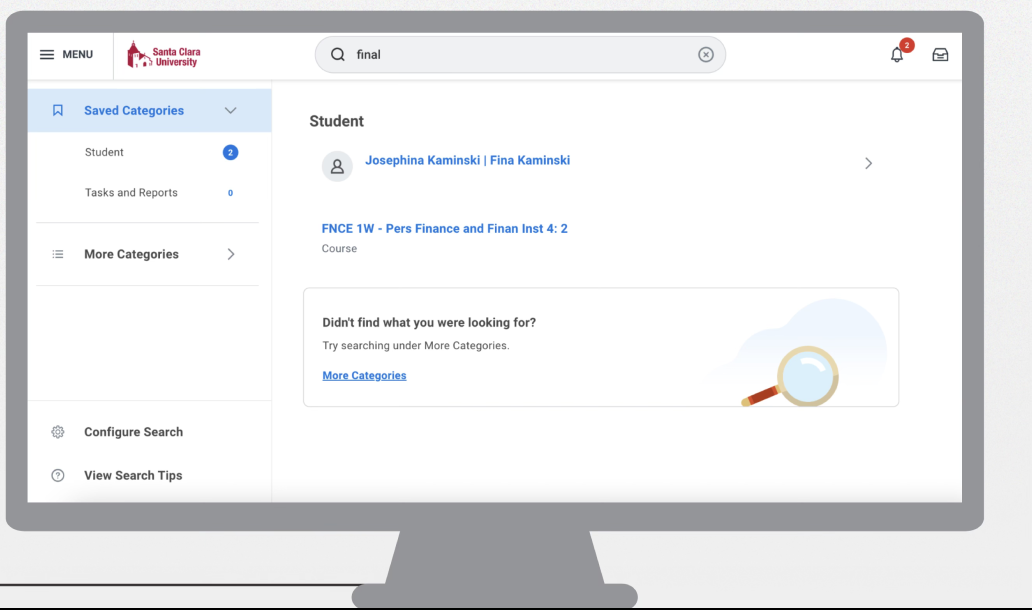 MENU
Santa Clara
University
final
2
Saved Categories
Student 2
Tasks and Reports 0
More Categories
Configure Search
View Search Tips
Student
Josephina Kaminski | Fina Kaminski
FNCE 1W - Pers Finance and Finan Inst 4: 2
Course
Didn't find what you were looking for?
Try searching under More Categories.
More Categories